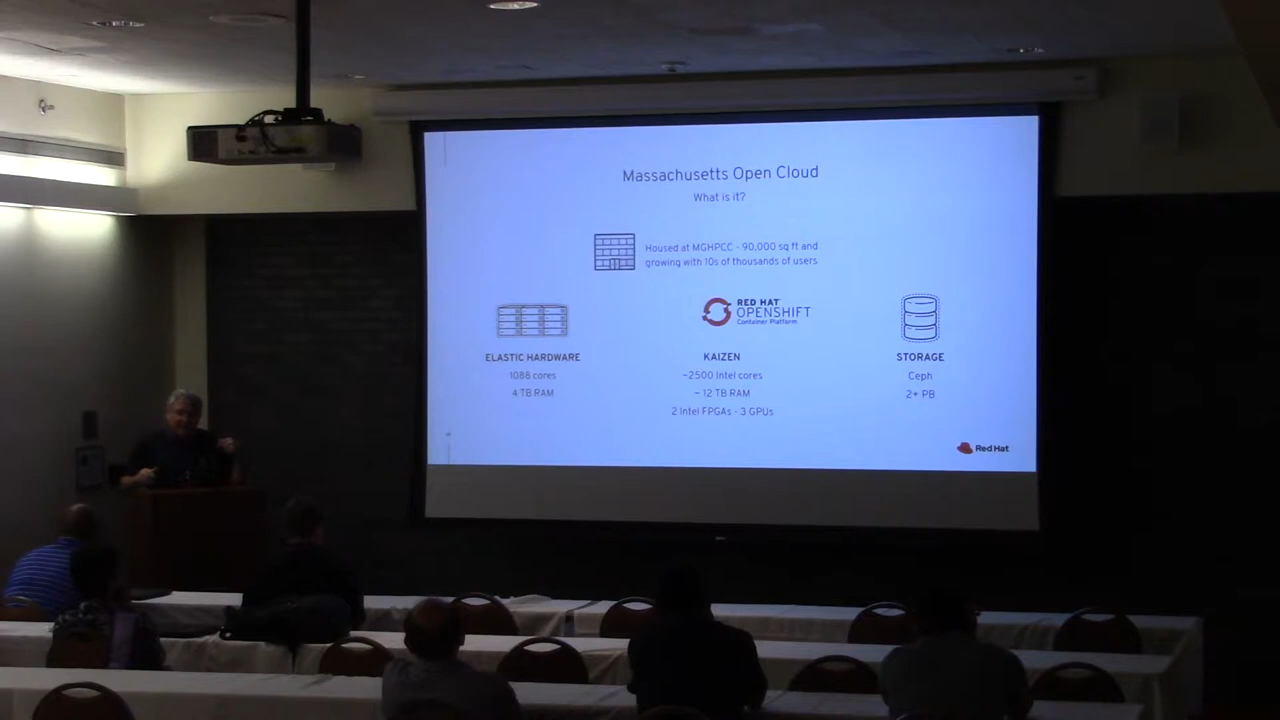 Massachusetts Open Cloud
What is it?
Housed at MGHPCC - 90,000 sq ft and
growing with 10s of thousands of users
RED HAT
OPENSHIFT
Container Platform
ELASTIC HARDWARE
1088 cores
4 TB RAM
KAIZEN
~2500 Intel cores
~ 12 TB RAM
2 Intel FPGAs - 3 GPUs
STORAGE
Ceph
2+ PB
Red Hat